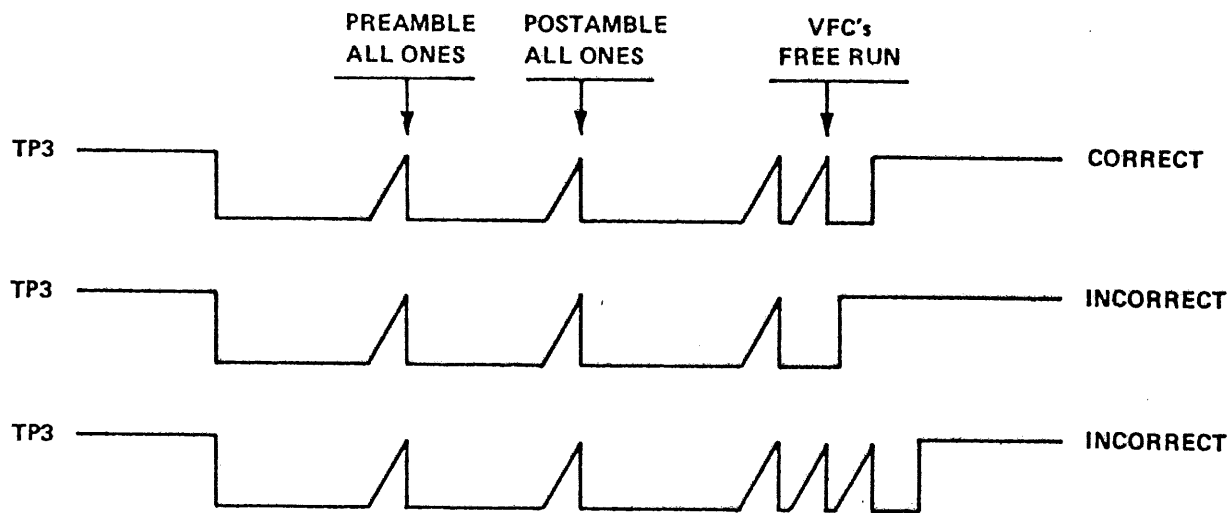 PREAMBLE
ALL ONES
POSTAMBLE
ALL ONES
VFC's
FREE RUN
TP3
CORRECT
TP3
INCORRECT
TP3
INCORRECT